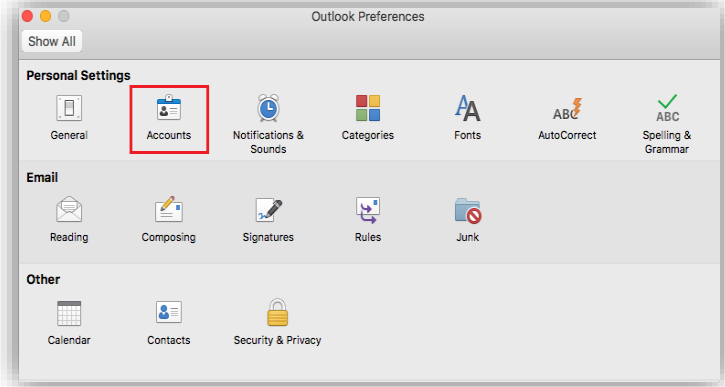 Outlook Preferences
Show All
Personal Settings
General
Accounts
Notifications &
Sounds
Categories
AA
Fonts
ABC
AutoCorrect
ABC
Spelling &
Grammar
Email
Reading
Composing
Signatures
Rules
Junk
Other
Calendar
Contacts
Security & Privacy